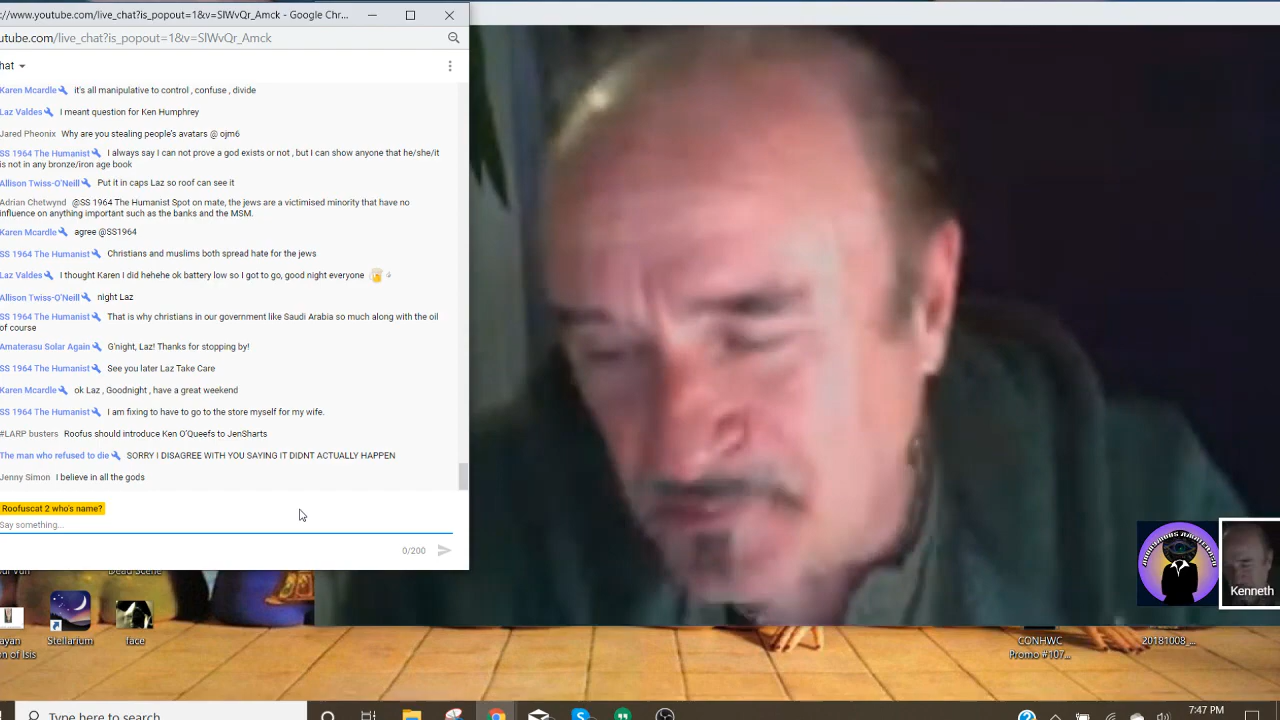 ://www.youtube.com/live_chat?is_popout=1&v=SlWvQr_Amck - Google Chr...
utube.com/live_chat?is_popout=1&v=SlWvQr_Amck
hat
Karen Mcardle it's all manipulative to control , confuse , divide
Laz Valdes I meant question for Ken Humphrey
Jared Pheonix Why are you stealing people's avatars @ ojm6
SS 1964 The Humanist I always say I can not prove a god exists or not , but I can show anyone that he/she/it
is not in any bronze/iron age book
Allison Twiss-O'Neill Put it in caps Laz so roof can see it
Adrian Chetwynd @SS 1964 The Humanist Spot on mate, the jews are a victimised minority that have no
influence on anything important such as the banks and the MSM.
Karen Mcardle agree @SS1964
SS 1964 The Humanist Christians and muslims both spread hate for the jews
Laz Valdes I thought Karen I did hehehe ok battery low so I got to go, good night everyone
Allison Twiss-O'Neill night Laz
SS 1964 The Humanist That is why christians in our government like Saudi Arabia so much along with the oil
of course
Amaterasu Solar Again G'night, Laz! Thanks for stopping by!
SS 1964 The Humanist See you later Laz Take Care
Karen Mcardle ok Laz , Goodnight , have a great weekend
SS 1964 The Humanist I am fixing to have to go to the store myself for my wife.
#LARP busters Roofus should introduce Ken O'Queefs to JenSharts
The man who refused to die SORRY I DISAGREE WITH YOU SAYING IT DIDNT ACTUALLY HAPPEN
Jenny Simon I believe in all the gods
Roofuscat 2 who's name?
Say something...
0/200
Dead Scene
Kenneth
ayan
on of Isis
Stellarium
face
CONHWC
Promo #107...
20181008_...
Type here to search
7:47 PM